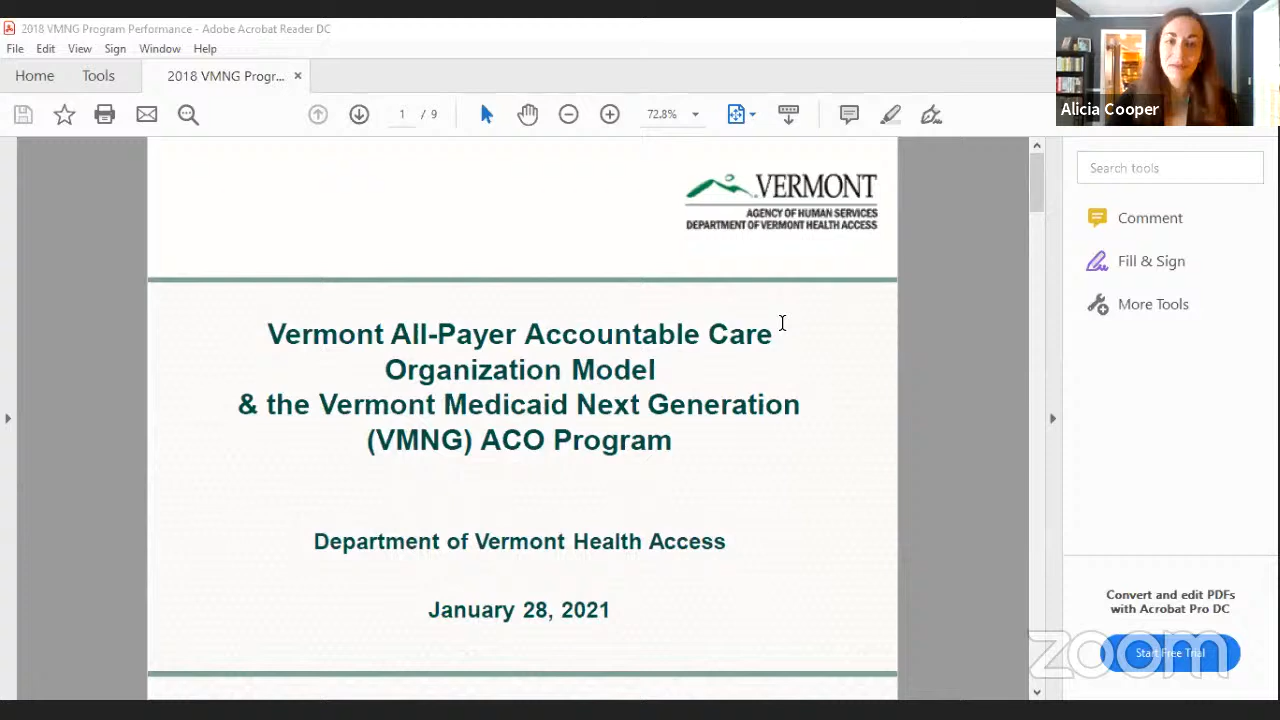 2018 VMNG Program Performance - Adobe Acrobat Reader DC
File Edit View Sign Window Help
Home Tools 2018 VMNG Progr... ×
1 / 9 72.8%
Alicia Cooper
Search tools
Comment
Fill & Sign
More Tools
VERMONT
AGENCY OF HUMAN SERVICES
DEPARTMENT OF VERMONT HEALTH ACCESS
Vermont All-Payer Accountable Care
Organization Model
& the Vermont Medicaid Next Generation
(VMNG) ACO Program
Department of Vermont Health Access
January 28, 2021
Convert and edit PDFs
with Acrobat Pro DC
Start Free Trial
zoom